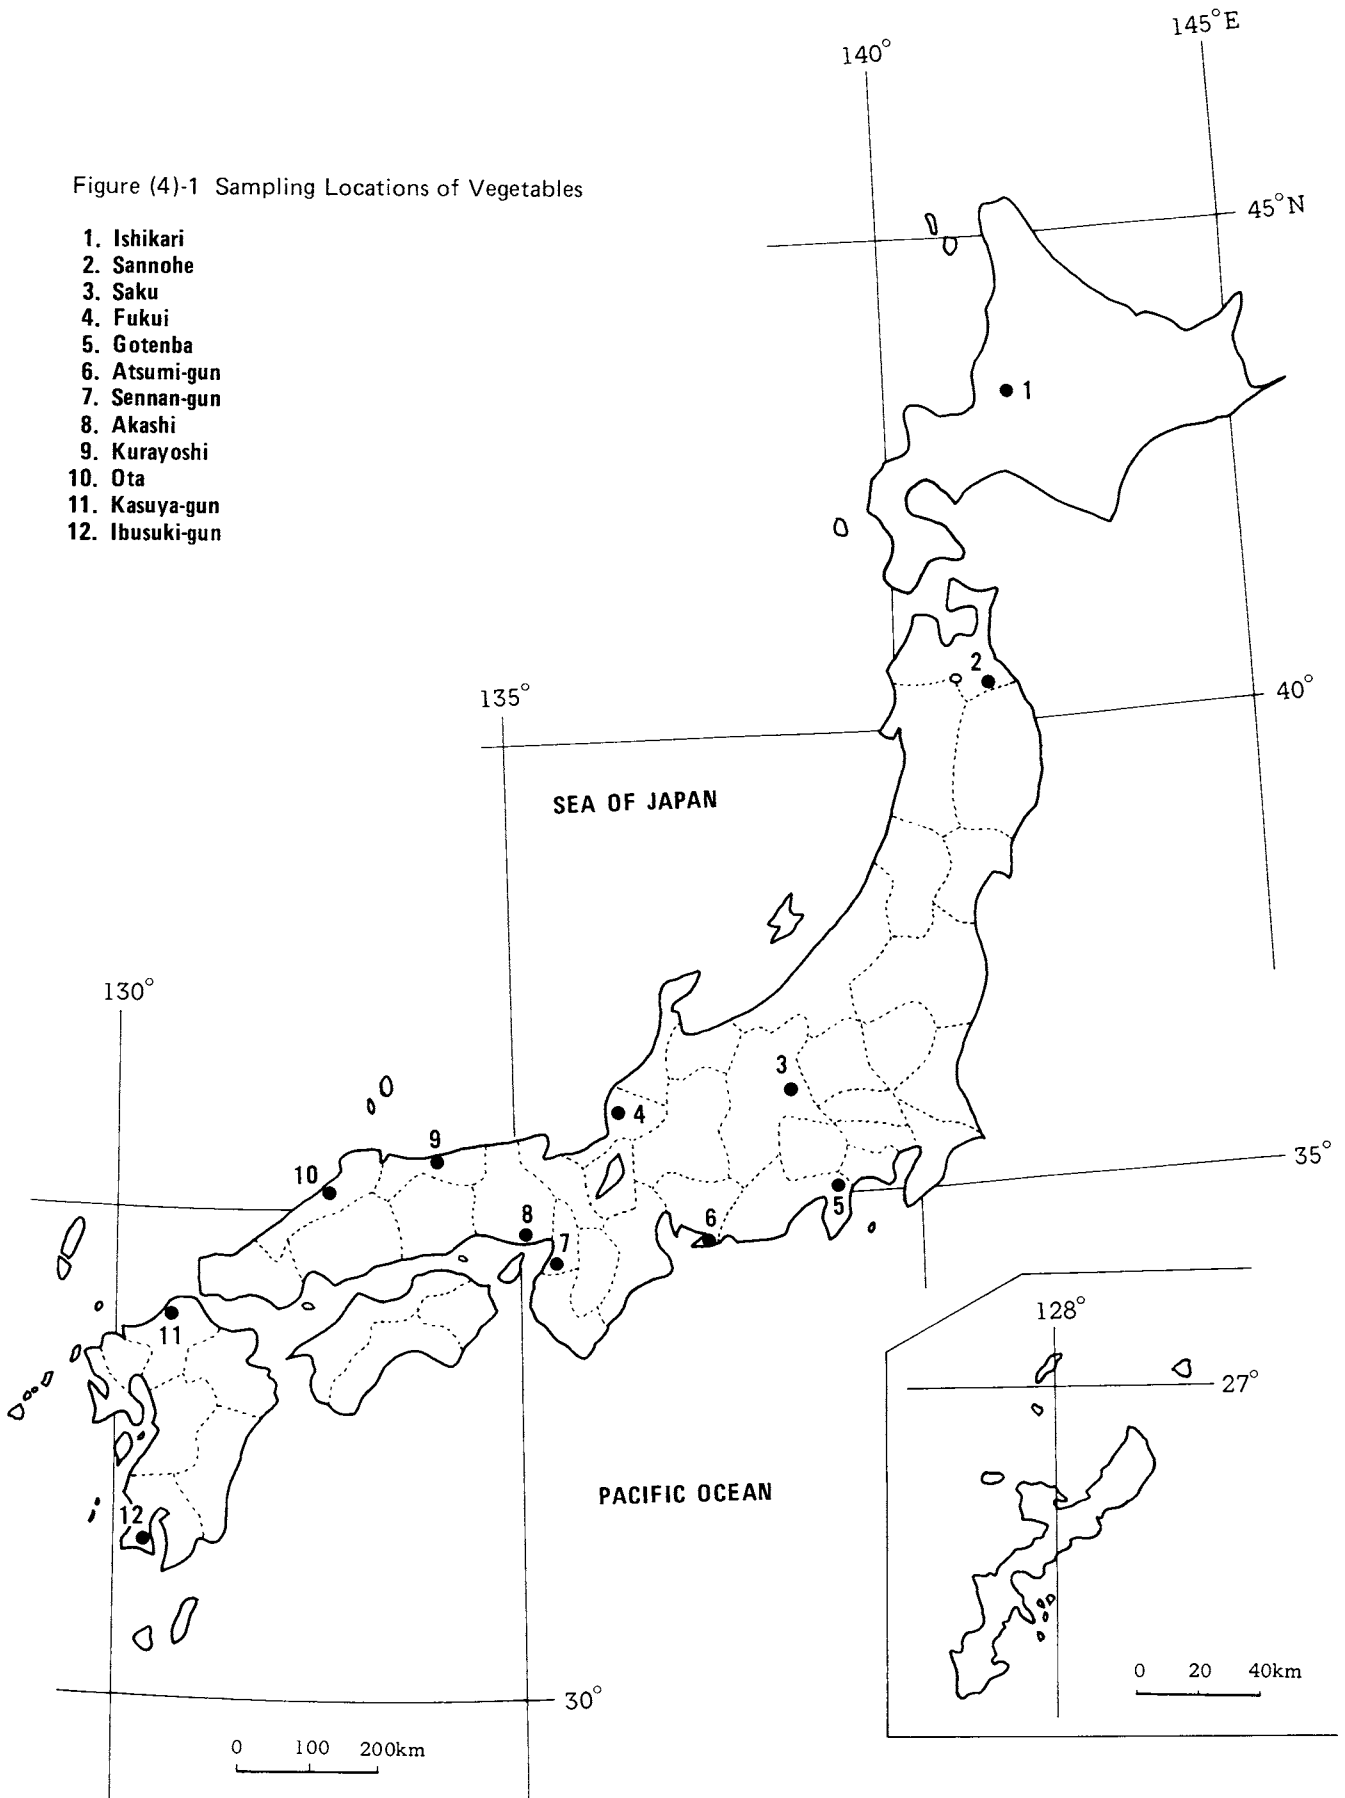 140°
145°E
Figure (4)-1 Sampling Locations of Vegetables
1. Ishikari
2. Sannohe
3. Saku
4. Fukui
5. Gotenba
6. Atsumi-gun
7. Sennan-gun
8. Akashi
9. Kurayoshi
10. Ota
11. Kasuya-gun
12. Ibusuki-gun
45°N
1
2
135°
40°
SEA OF JAPAN
130°
3
4
9
10
35°
5
8
6
7
11
128°
27°
PACIFIC OCEAN
12
0 20 40km
30°
0 100 200km